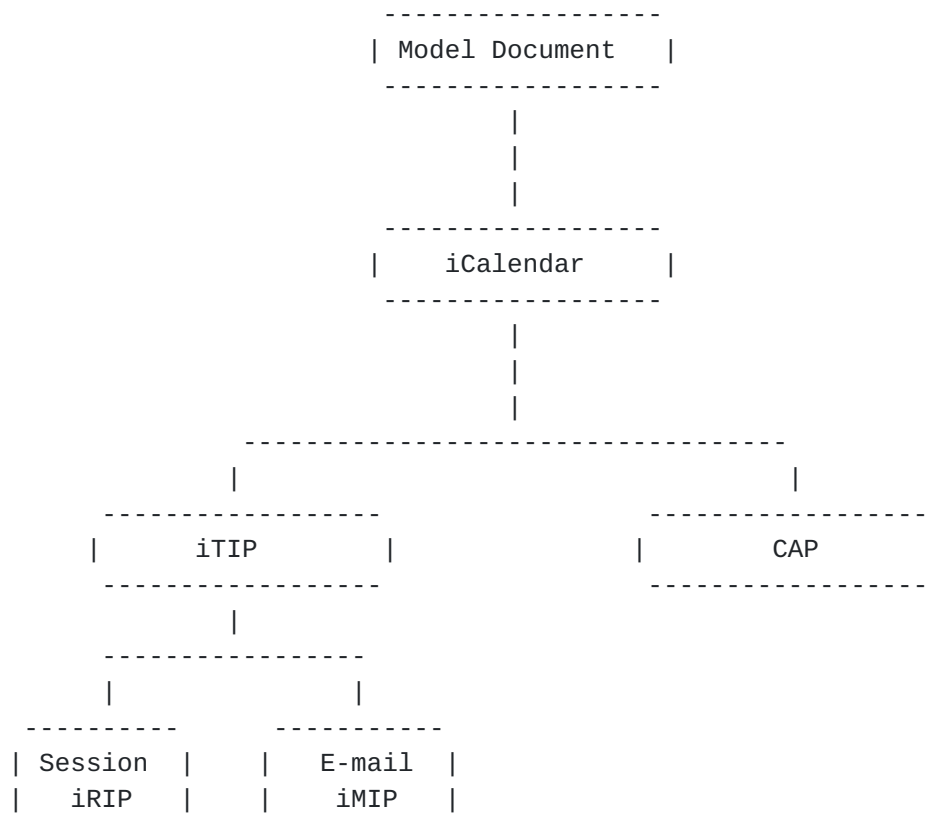 Model Document
iCalendar
iTIP CAP
Session E-mail
iRIP iMIP